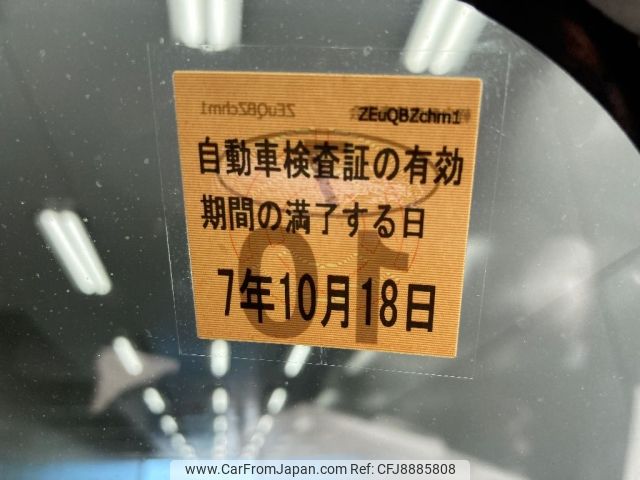 ZEuQBZchm1
自動車検査証の有効
期間の満了する日
7年10月18日
10
www.CarFromJapan.com | CFJ8885808